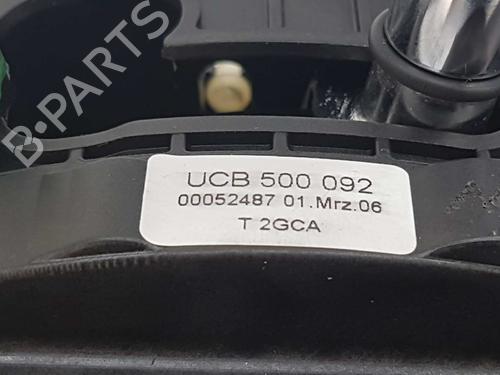 B-PARTS
UCB 500 092
00052487 01.Mrz.06
T 2GCA